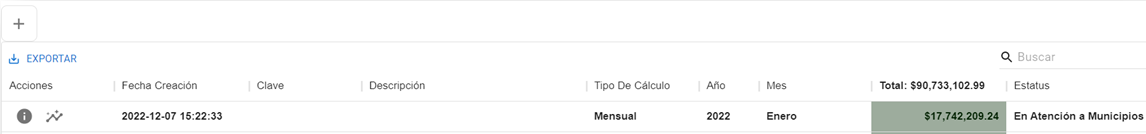 EXPORTAR
Buscar
Acciones Fecha Creación Clave Descripción Tipo De Cálculo Año Mes Total: $90,733,102.99 Estatus
2022-12-07 15:22:33 Mensual 2022 Enero $17,742,209.24 En Atención a Municipios